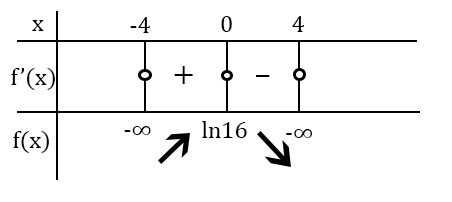 x -4 0 4
f'(x) + -
f(x) -∞ ln16 -∞